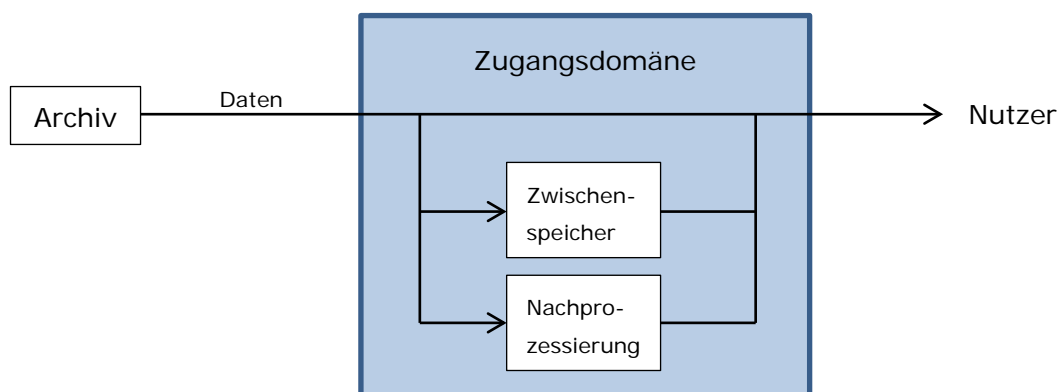 Zugangsdomäne
Daten
Archiv
Nutzer
Zwischen-
speicher
Nachpro-
zessierung